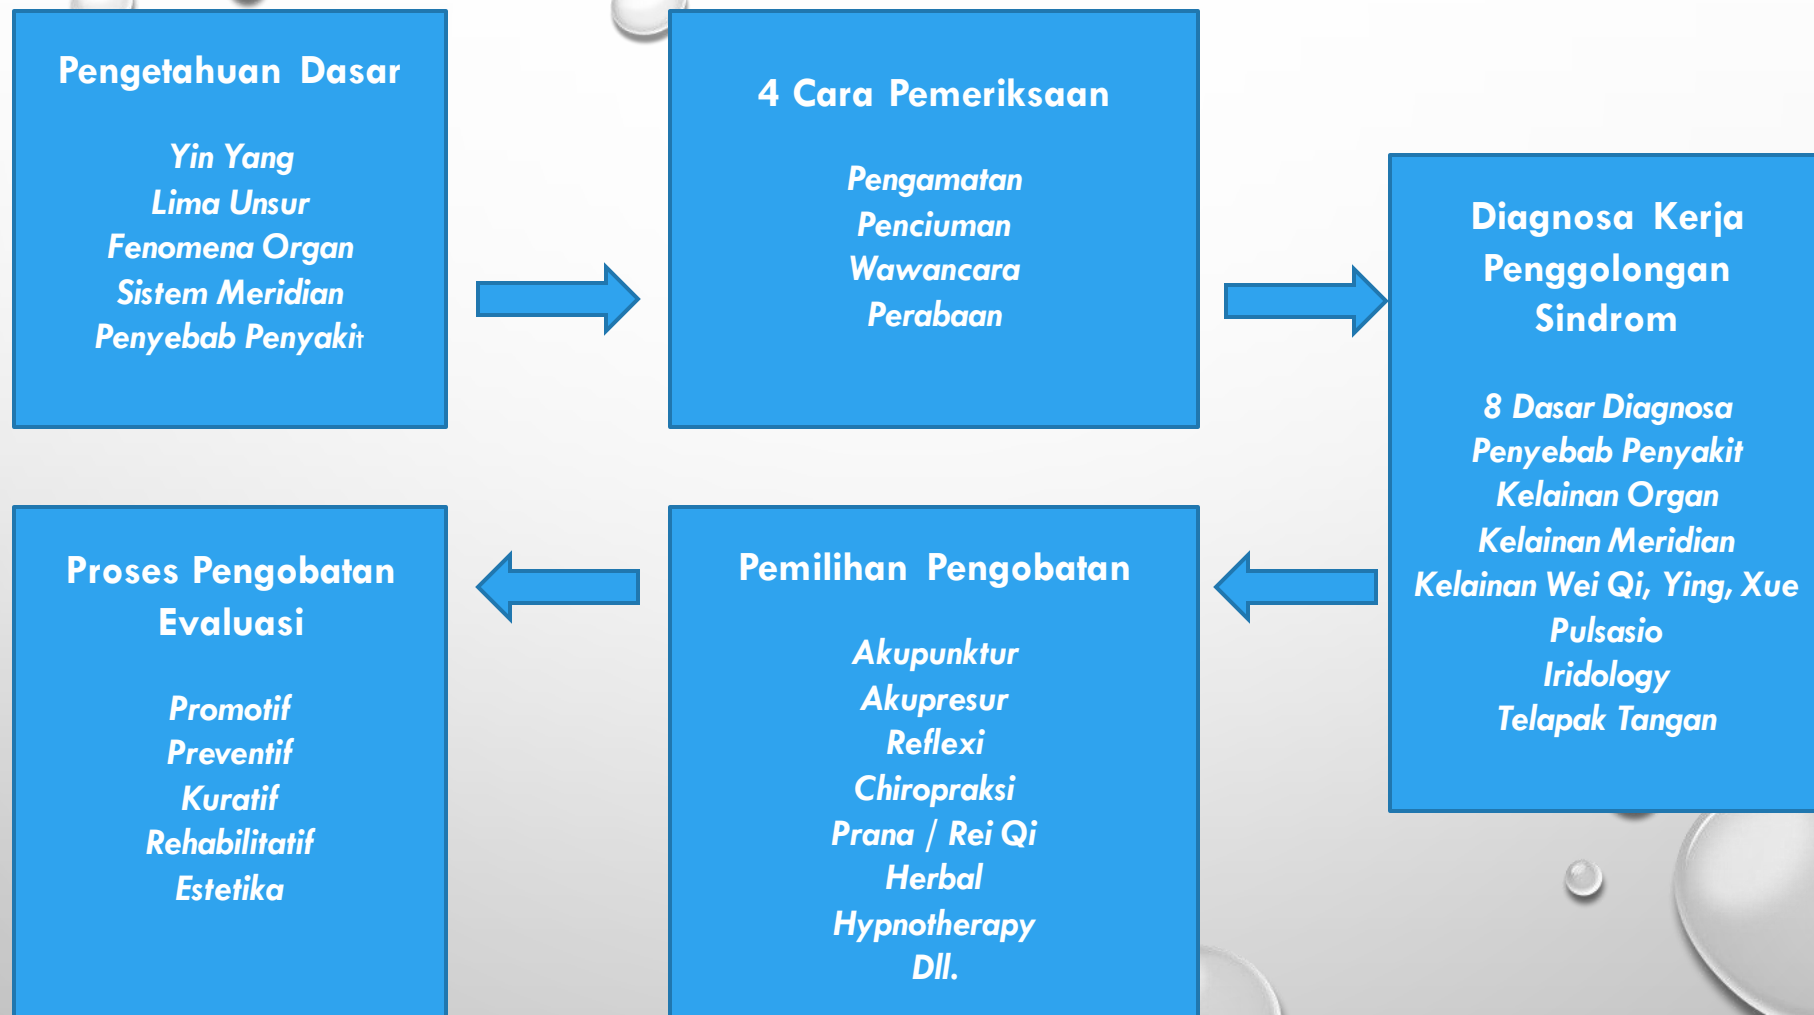 Pengetahuan Dasar
Yin Yang
Lima Unsur
Fenomena Organ
Sistem Meridian
Penyebab Penyakit
4 Cara Pemeriksaan
Pengamatan
Penciuman
Wawancara
Perabaan
Diagnosa Kerja
Penggolongan
Sindrom
8 Dasar Diagnosa
Penyebab Penyakit
Kelainan Organ
Kelainan Meridian
Kelainan Wei Qi, Ying, Xue
Pulsasio
Iridology
Telapak Tangan
Pemilihan Pengobatan
Akupunktur
Akupresur
Reflexi
Chiropraksi
Prana / Rei Qi
Herbal
Hypnotherapy
Dll.
Proses Pengobatan
Evaluasi
Promotif
Preventif
Kuratif
Rehabilitatif
Estetika